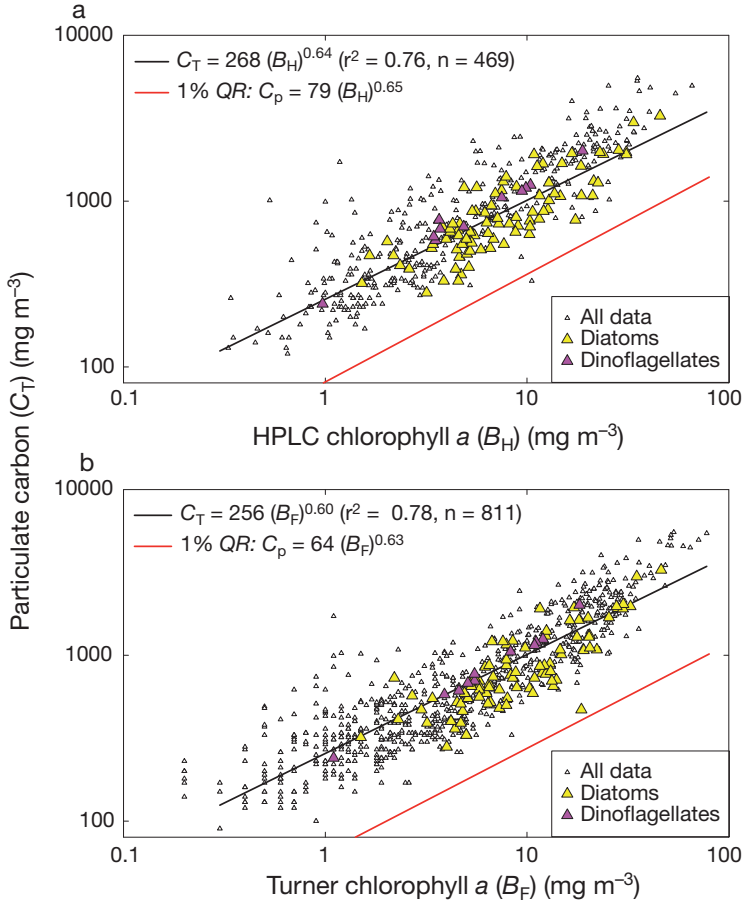 a
10000
1000
100
C_T = 268 (B_H)^0.64 (r² = 0.76, n = 469)
1% QR: C_p = 79 (B_H)^0.65
All data
Diatoms
Dinoflagellates
0.1 1 10 100
HPLC chlorophyll a (B_H) (mg m⁻³)
Particulate carbon (C_T) (mg m⁻³)
b
10000
1000
100
C_T = 256 (B_F)^0.60 (r² = 0.78, n = 811)
1% QR: C_p = 64 (B_F)^0.63
All data
Diatoms
Dinoflagellates
0.1 1 10 100
Turner chlorophyll a (B_F) (mg m⁻³)